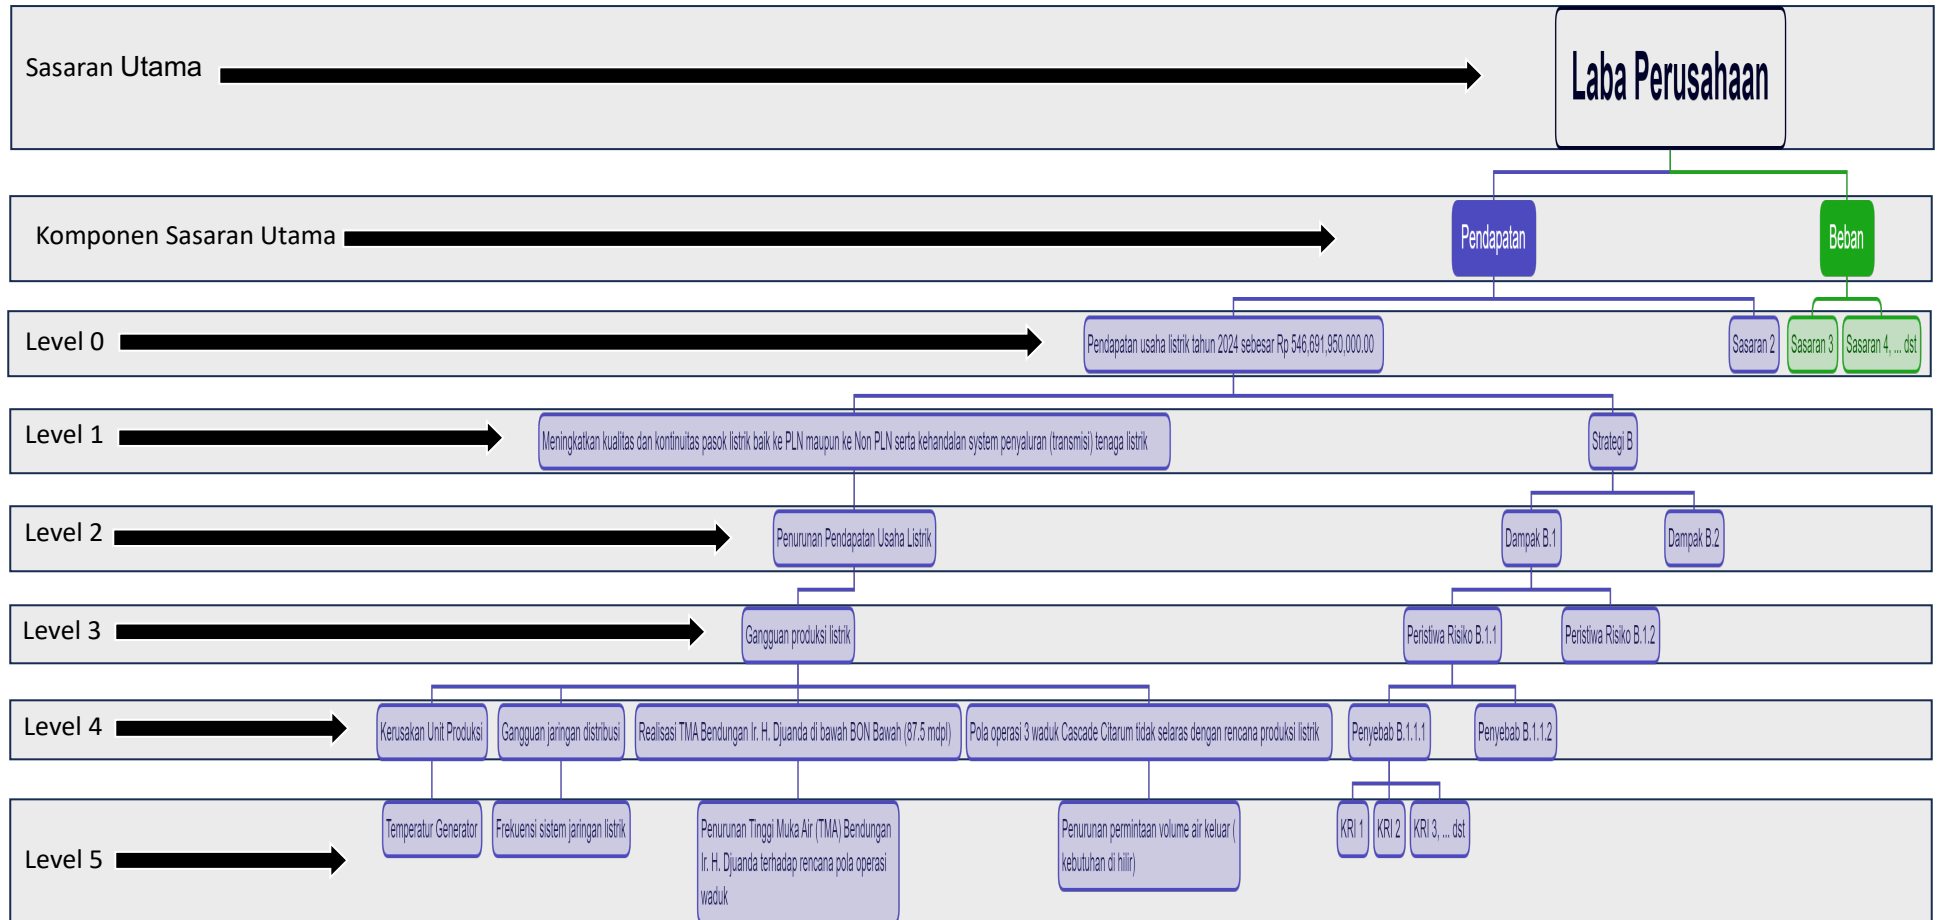 Sasaran Utama
Laba Perusahaan
Komponen Sasaran Utama
Pendapatan
Beban
Level 0
Pendapatan usaha listrik tahun 2024 sebesar Rp 546,691,950,000.00
Sasaran 2
Sasaran 3
Sasaran 4, ... dst
Level 1
Meningkatkan kualitas dan kontinuitas pasok listrik baik ke PLN maupun ke Non PLN serta kehandalan system penyaluran (transmisi) tenaga listrik
Strategi B
Level 2
Penurunan Pendapatan Usaha Listrik
Dampak B.1
Dampak B.2
Level 3
Gangguan produksi listrik
Peristiwa Risiko B.1.1
Peristiwa Risiko B.1.2
Level 4
Kerusakan Unit Produksi
Gangguan jaringan distribusi
Realisasi TMA Bendungan Ir. H. Djuanda di bawah BON Bawah (87.5 mdpl)
Pola operasi 3 waduk Cascade Citarum tidak selaras dengan rencana produksi listrik
Penyebab B.1.1.1
Penyebab B.1.1.2
Level 5
Temperatur Generator
Frekuensi sistem jaringan listrik
Penurunan Tinggi Muka Air (TMA) Bendungan
Ir. H. Djuanda terhadap rencana pola operasi
waduk
Penurunan permintaan volume air keluar (
kebutuhan di hilir)
KRI 1
KRI 2
KRI 3, ... dst